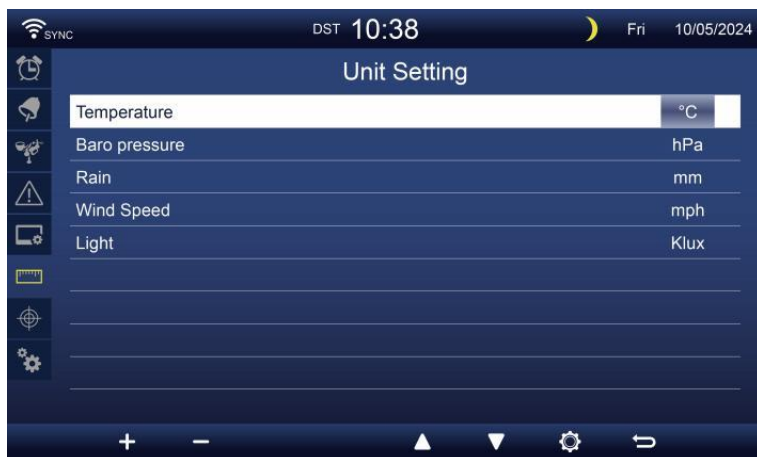 SYNC DST 10:38 Fri 10/05/2024
Unit Setting
Temperature °C
Baro pressure hPa
Rain mm
Wind Speed mph
Light Klux